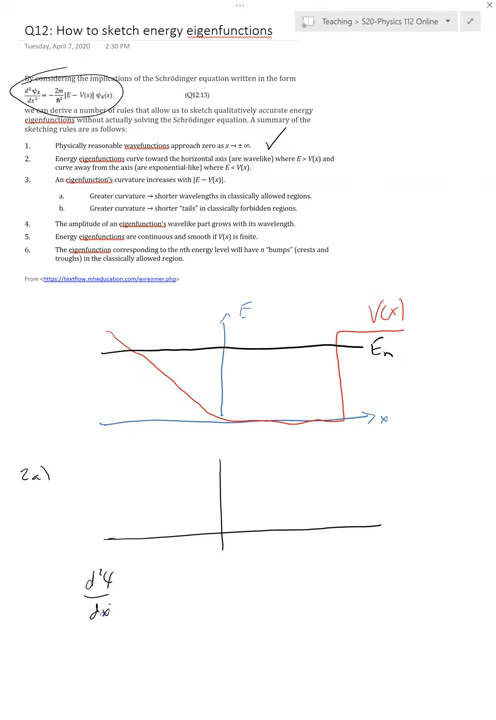 Teaching > S20-Physics 112 Online
Q12: How to sketch energy eigenfunctions
Tuesday, April 7, 2020 2:30 PM
By considering the implications of the Schrödinger equation written in the form
d²ψ_E/dx² = −2m/ħ² [E − V(x)] ψ_E(x) (Q12.13)
we can derive a number of rules that allow us to sketch qualitatively accurate energy
eigenfunctions without actually solving the Schrödinger equation. A summary of the
sketching rules are as follows:
1. Physically reasonable wavefunctions approach zero as x → ± ∞.
2. Energy eigenfunctions curve toward the horizontal axis (are wavelike) where E > V(x) and
curve away from the axis (are exponential-like) where E < V(x).
3. An eigenfunction's curvature increases with |E − V(x)|.
a. Greater curvature → shorter wavelengths in classically allowed regions.
b. Greater curvature → shorter "tails" in classically forbidden regions.
4. The amplitude of an eigenfunction's wavelike part grows with its wavelength.
5. Energy eigenfunctions are continuous and smooth if V(x) is finite.
6. The eigenfunction corresponding to the nth energy level will have n "bumps" (crests and
troughs) in the classically allowed region.
From <https://textflow.mheducation.com/wireinner.php>
E
V(x)
En
x
2a)
d²ψ
dx